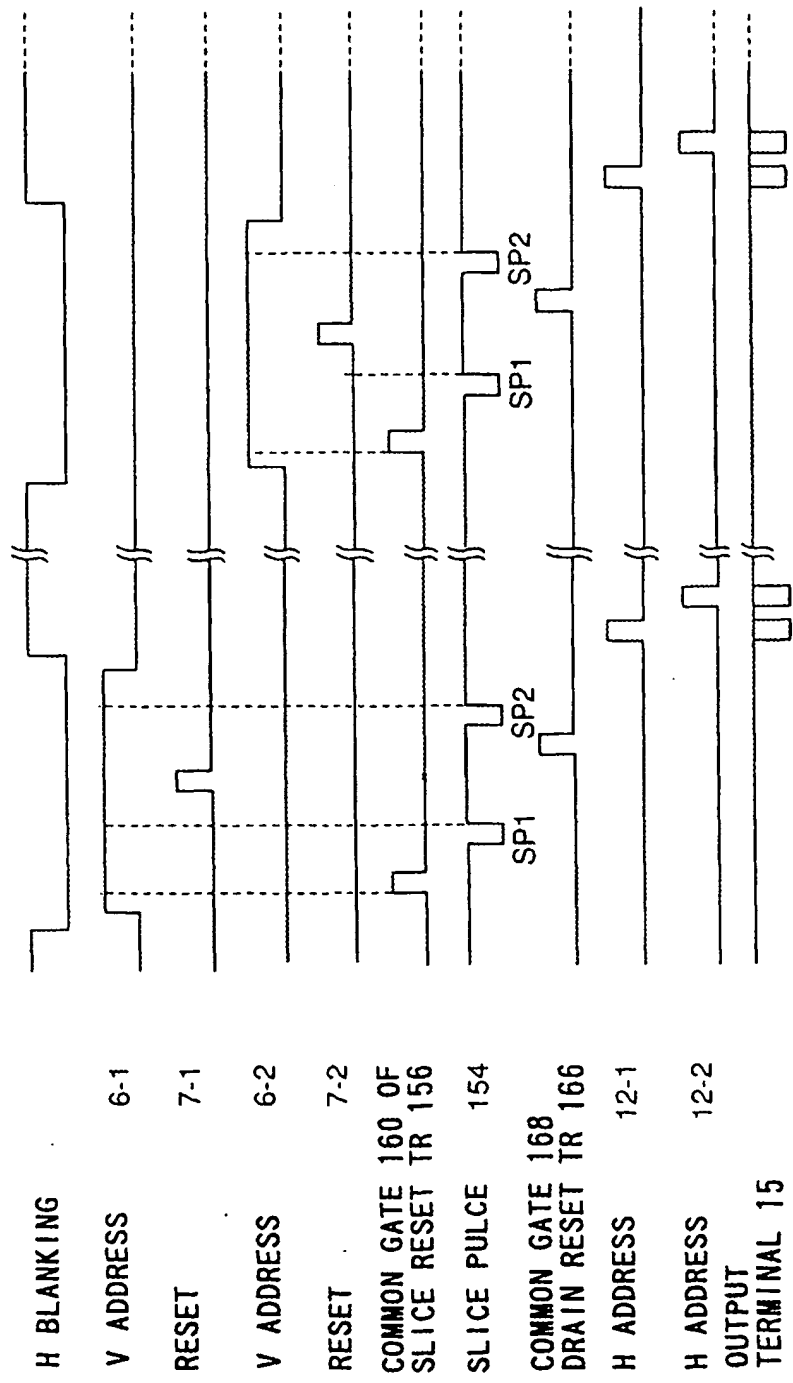 H BLANKING
V ADDRESS 6-1
RESET 7-1
V ADDRESS 6-2
RESET 7-2
COMMON GATE 160 OF
SLICE RESET TR 156
SLICE PULCE 154
COMMON GATE 168
DRAIN RESET TR 166
H ADDRESS 12-1
H ADDRESS 12-2
OUTPUT
TERMINAL 15
SP1
SP2
SP1
SP2